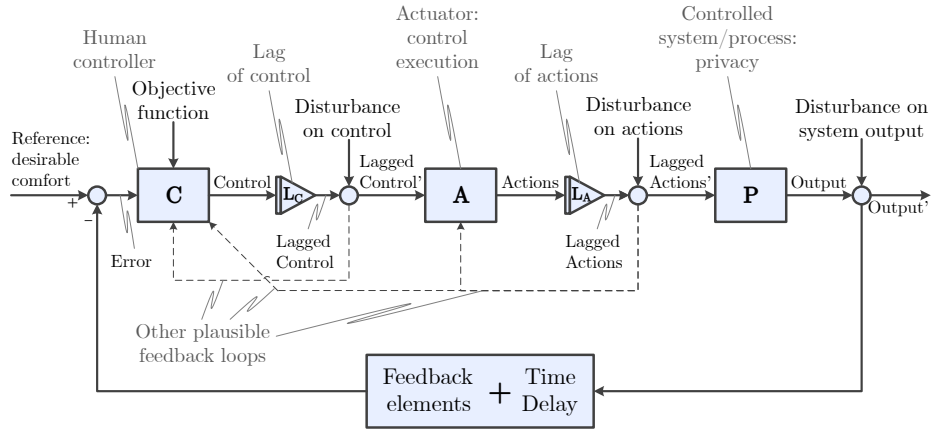 Human
controller
Lag
of control
Actuator:
control
execution
Lag
of actions
Controlled
system/process:
privacy
Objective
function
Disturbance
on control
Disturbance
on actions
Disturbance on
system output
Reference:
desirable
comfort
+
−
Error
C
Control
LC
Lagged
Control
Lagged
Control’
A
Actions
LA
Lagged
Actions
Lagged
Actions’
P
Output
Output’
Other plausible
feedback loops
Feedback
elements
+
Time
Delay